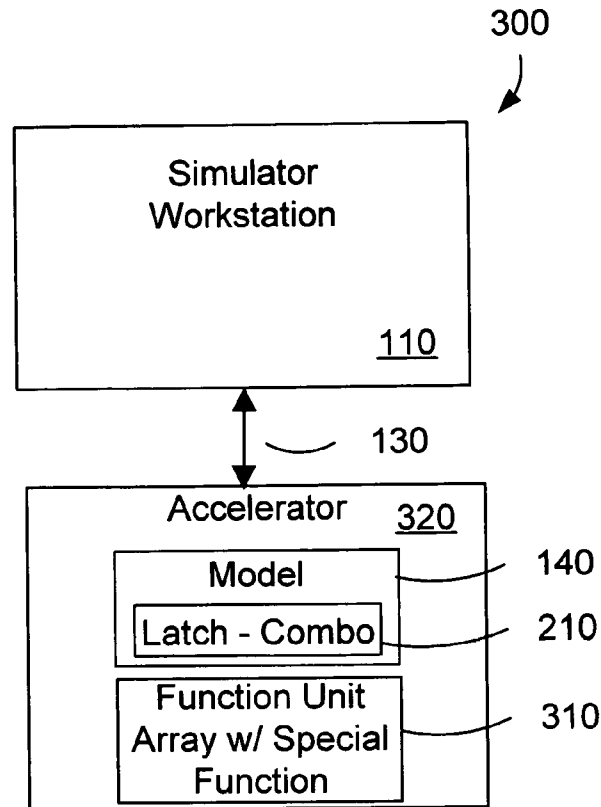 300
Simulator
Workstation
110
130
Accelerator
320
Model
140
Latch - Combo
210
Function Unit
Array w/ Special
Function
310